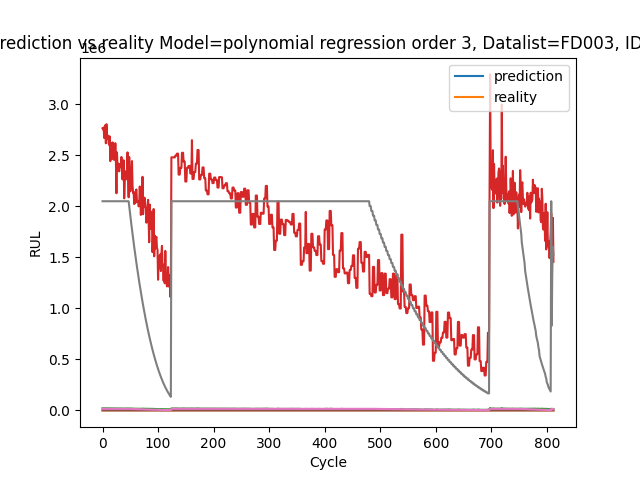 rediction vs reality Model=polynomial regression order 3, Datalist=FD003, ID
1e6
prediction
reality
3.0
2.5
2.0
1.5
1.0
0.5
0.0
RUL
0 100 200 300 400 500 600 700 800
Cycle